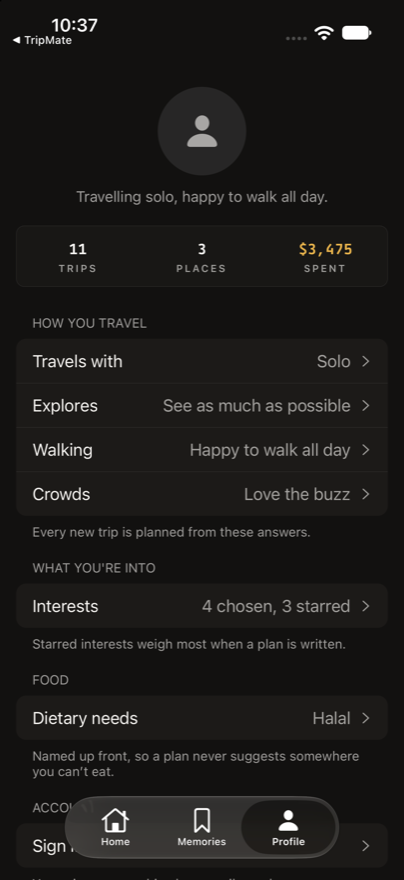 10:37
◀ TripMate
Travelling solo, happy to walk all day.
11 3 $3,475
TRIPS PLACES SPENT
HOW YOU TRAVEL
Travels with Solo
Explores See as much as possible
Walking Happy to walk all day
Crowds Love the buzz
Every new trip is planned from these answers.
WHAT YOU'RE INTO
Interests 4 chosen, 3 starred
Starred interests weigh most when a plan is written.
FOOD
Dietary needs Halal
Named up front, so a plan never suggests somewhere
you can't eat.
Sign
Home Memories Profile